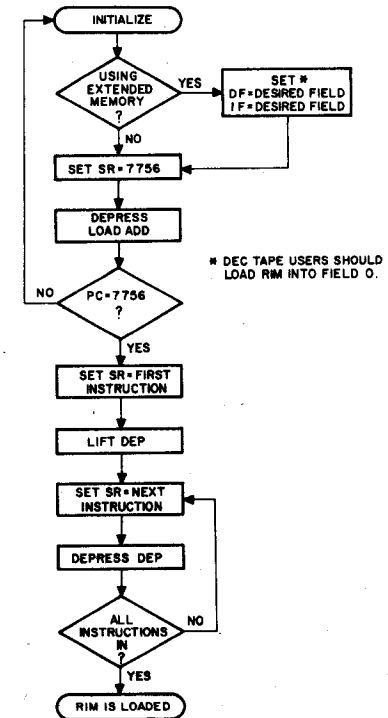 INITIALIZE
USING
EXTENDED
MEMORY
?
YES
SET *
DF=DESIRED FIELD
IF=DESIRED FIELD
NO
SET SR=7756
DEPRESS
LOAD ADD
* DEC TAPE USERS SHOULD
LOAD RIM INTO FIELD 0.
NO
PC=7756
?
YES
SET SR=FIRST
INSTRUCTION
LIFT DEP
SET SR=NEXT
INSTRUCTION
DEPRESS DEP
ALL
INSTRUCTIONS
IN
?
NO
YES
RIM IS LOADED